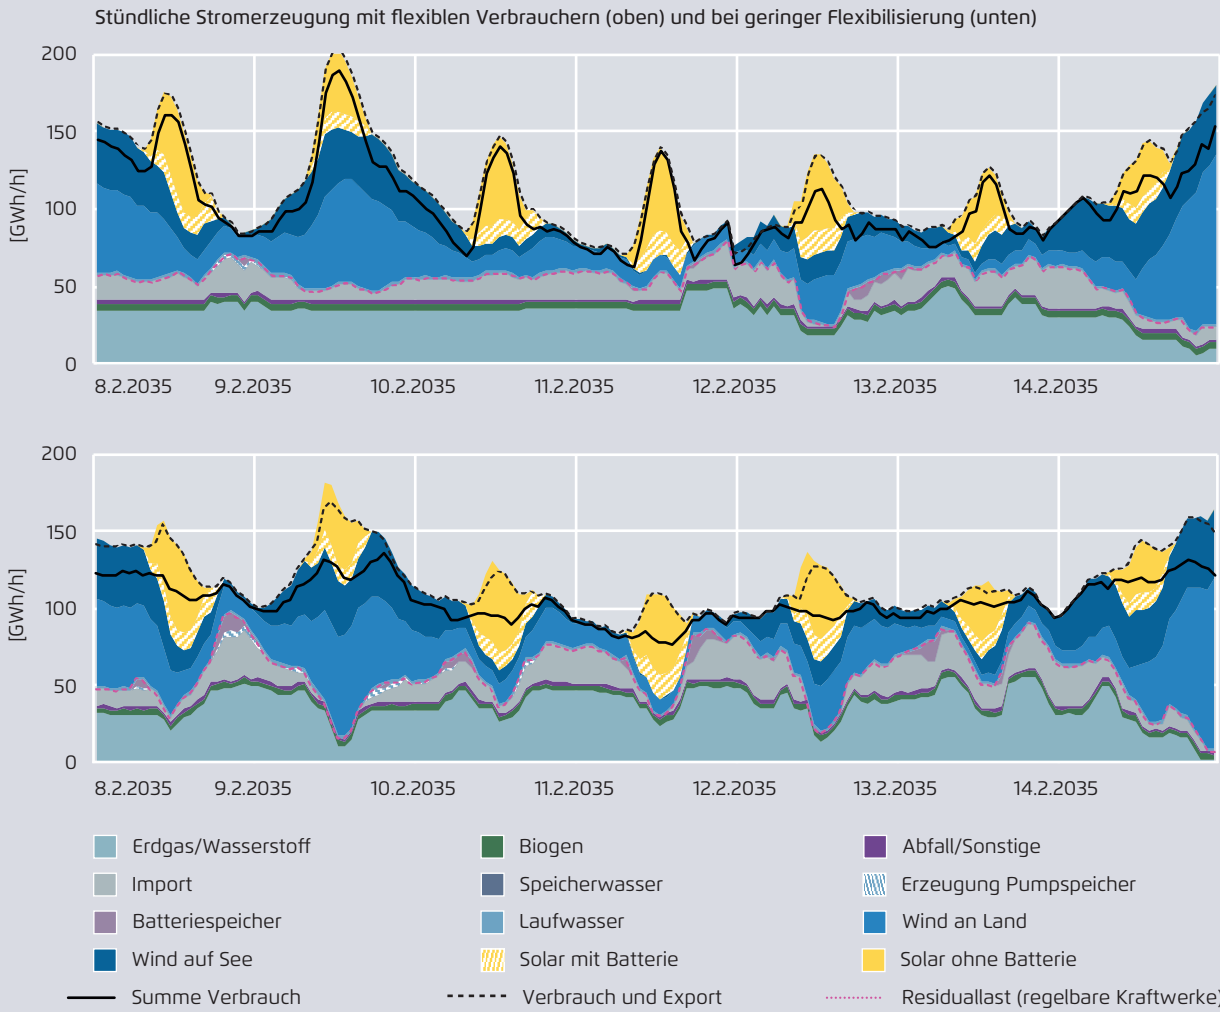 Stündliche Stromerzeugung mit flexiblen Verbrauchern (oben) und bei geringer Flexibilisierung (unten)
[GWh/h]
200
150
100
50
0
8.2.2035 9.2.2035 10.2.2035 11.2.2035 12.2.2035 13.2.2035 14.2.2035
[GWh/h]
200
150
100
50
0
8.2.2035 9.2.2035 10.2.2035 11.2.2035 12.2.2035 13.2.2035 14.2.2035
Erdgas/Wasserstoff Biogen Abfall/Sonstige
Import Speicherwasser Erzeugung Pumpspeicher
Batteriespeicher Laufwasser Wind an Land
Wind auf See Solar mit Batterie Solar ohne Batterie
Summe Verbrauch Verbrauch und Export Residuallast (regelbare Kraftwerke)